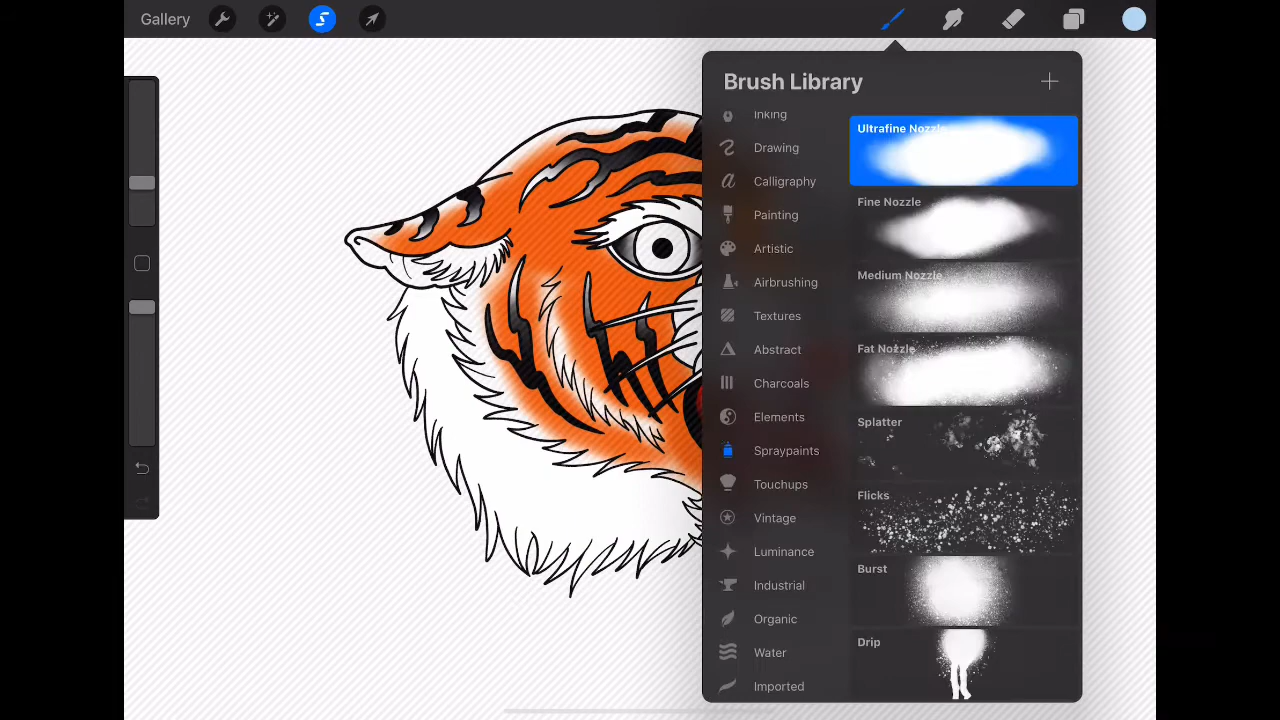 Gallery
Brush Library
Inking
Drawing
Calligraphy
Painting
Artistic
Airbrushing
Textures
Abstract
Charcoals
Elements
Spraypaints
Touchups
Vintage
Luminance
Industrial
Organic
Water
Imported
Ultrafine Nozzle
Fine Nozzle
Medium Nozzle
Fat Nozzle
Splatter
Flicks
Burst
Drip